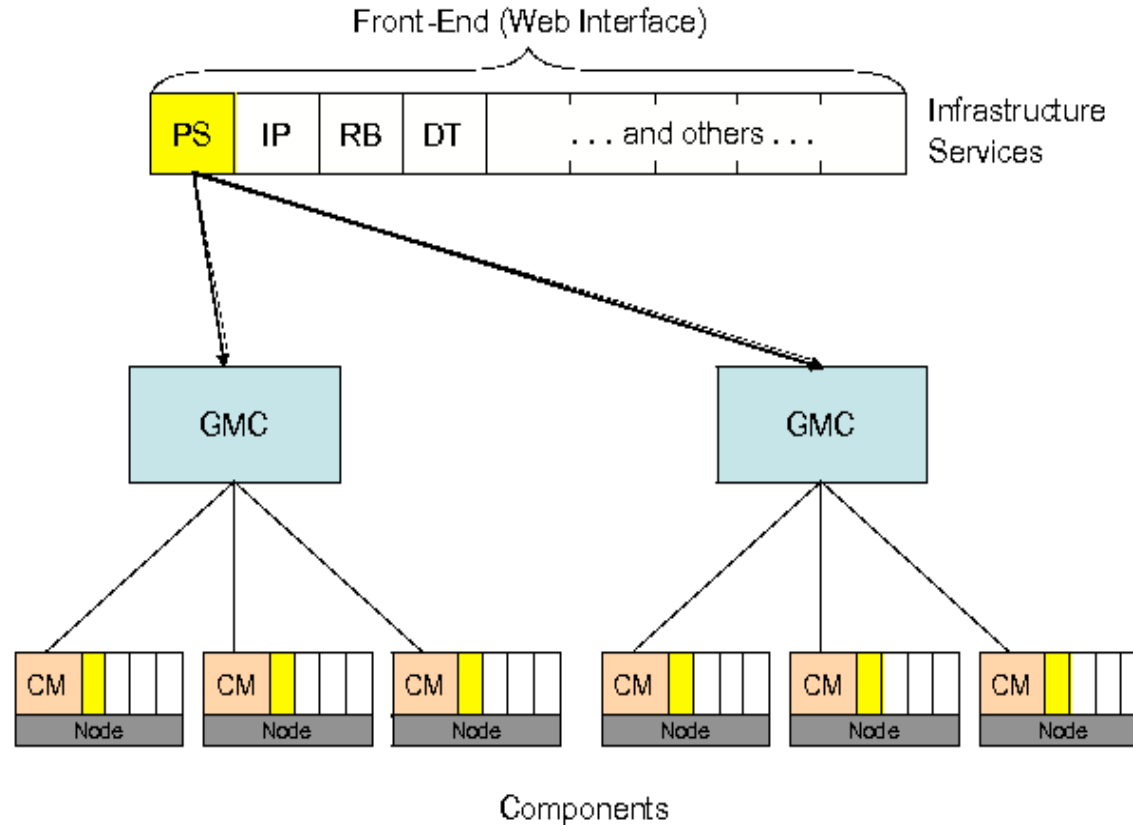 Front-End (Web Interface)
PS IP RB DT . . . and others . . .
Infrastructure
Services
GMC GMC
CM CM CM CM CM CM
Node Node Node Node Node Node
Components